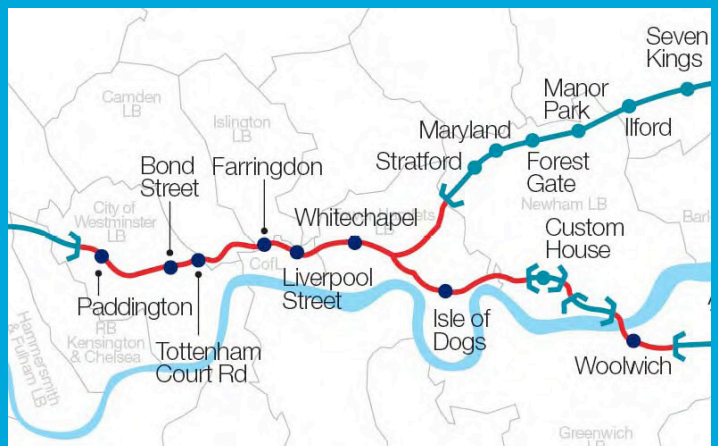 Seven
Kings
Manor
Park
Camden
LB
Islington
LB
Maryland
Ilford
Bond
Street
Farringdon
Stratford
Forest
Gate
Newham LB
City of
Westminster
LB
Whitechapel
LB
Custom
House
CofL
Paddington
Liverpool
Street
RB
Kensington
& Chelsea
Hammersmith
& Fulham LB
Isle of
Dogs
Tottenham
Court Rd
Woolwich
Greenwich
LB